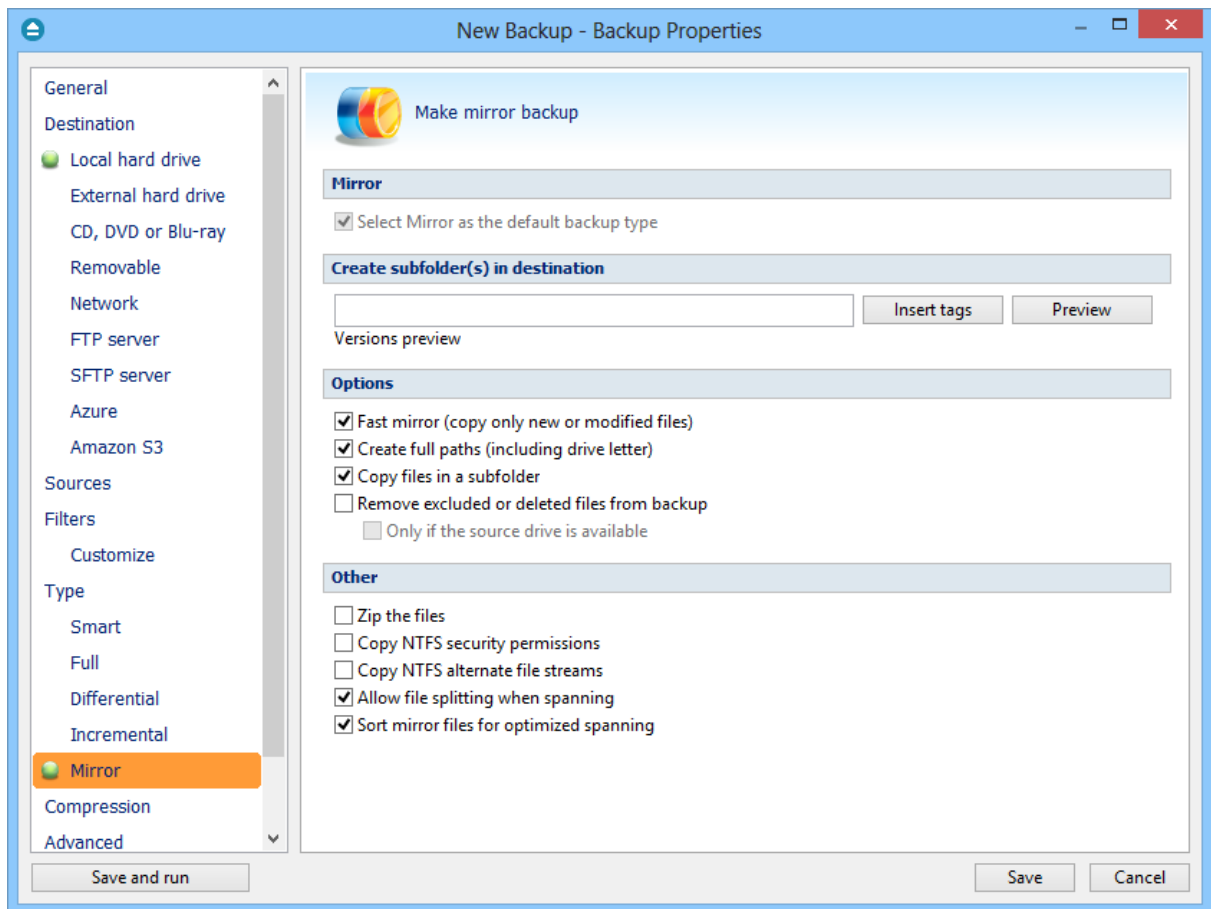 New Backup - Backup Properties
General
Destination
Local hard drive
External hard drive
CD, DVD or Blu-ray
Removable
Network
FTP server
SFTP server
Azure
Amazon S3
Sources
Filters
Customize
Type
Smart
Full
Differential
Incremental
Mirror
Compression
Advanced
Make mirror backup
Mirror
Select Mirror as the default backup type
Create subfolder(s) in destination
Insert tags
Preview
Versions preview
Options
Fast mirror (copy only new or modified files)
Create full paths (including drive letter)
Copy files in a subfolder
Remove excluded or deleted files from backup
Only if the source drive is available
Other
Zip the files
Copy NTFS security permissions
Copy NTFS alternate file streams
Allow file splitting when spanning
Sort mirror files for optimized spanning
Save and run
Save
Cancel